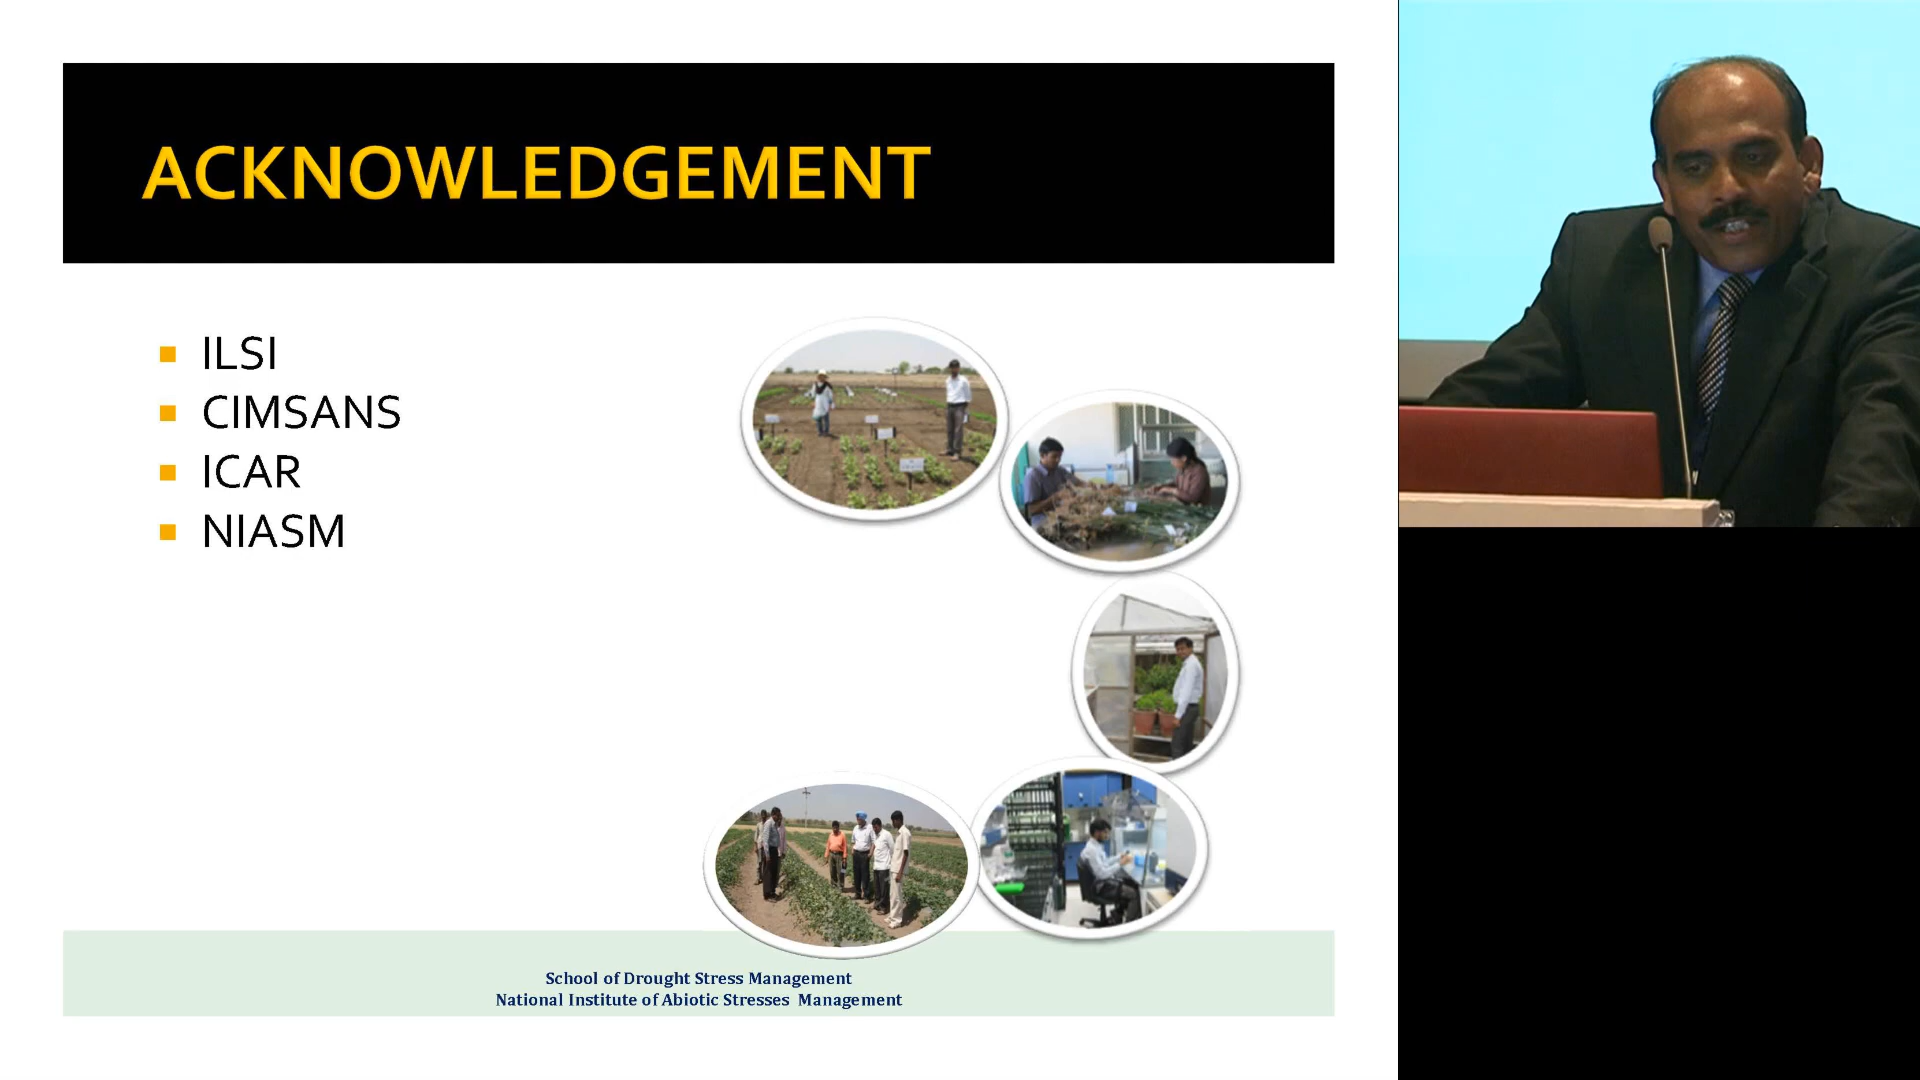 ACKNOWLEDGEMENT
ILSI
CIMSANS
ICAR
NIASM
School of Drought Stress Management
National Institute of Abiotic Stresses Management